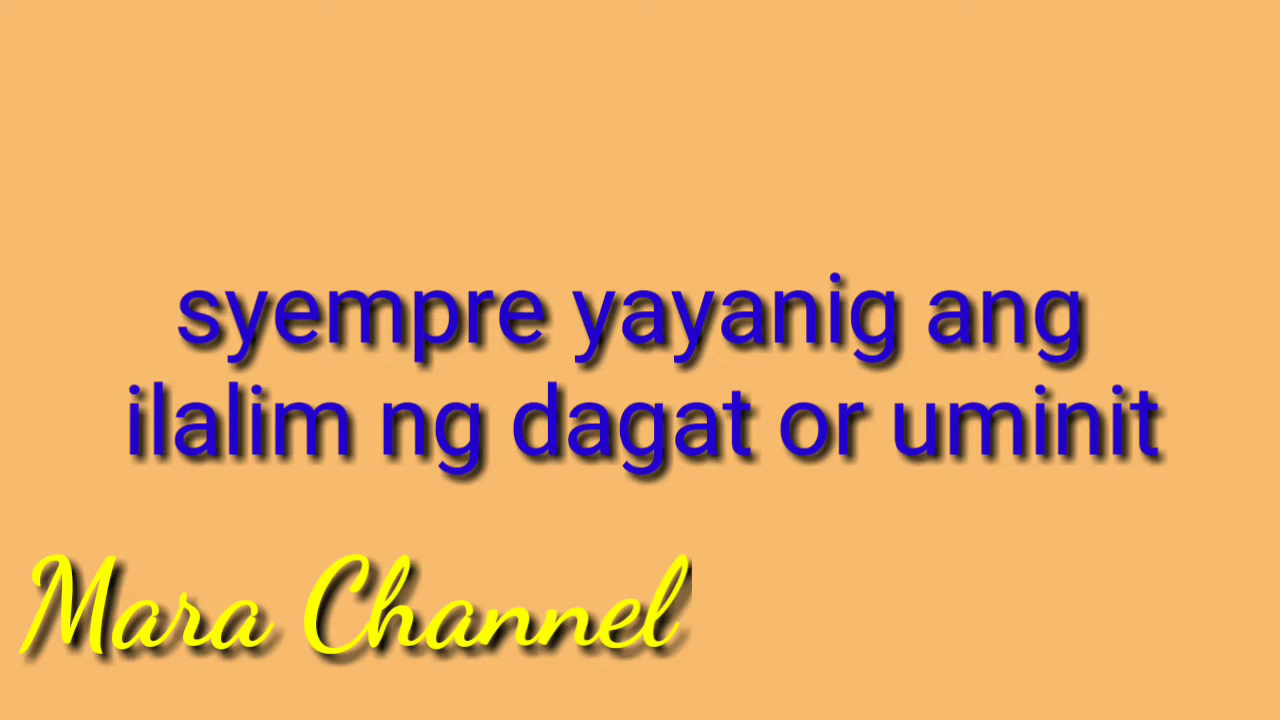 syempre yayanig ang
ilalim ng dagat or uminit
Mara Channel